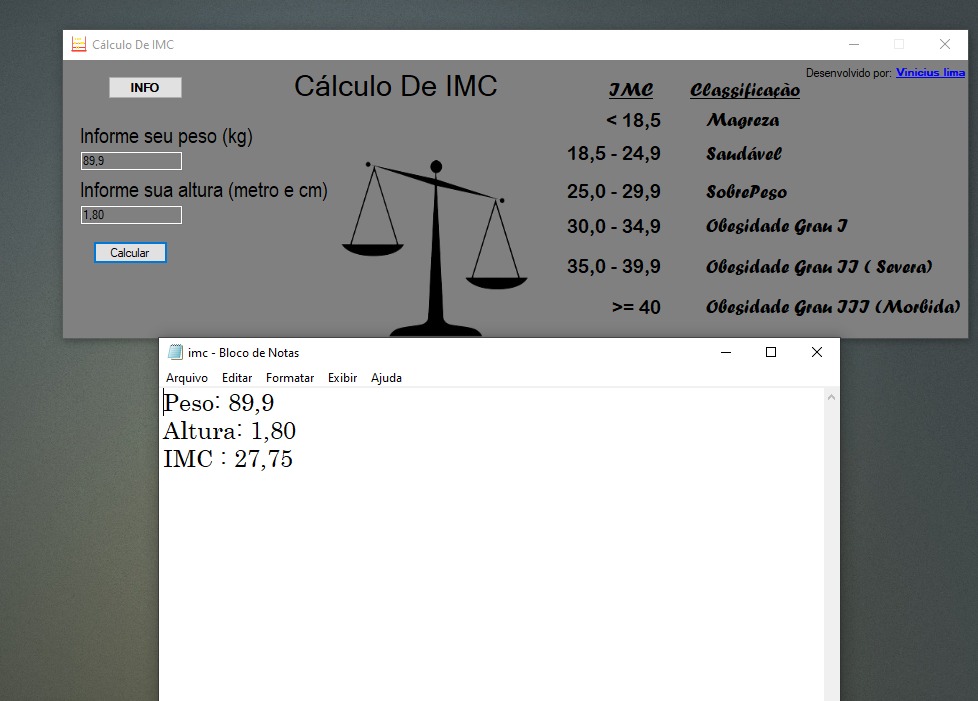 Cálculo De IMC
Desenvolvido por: Vinicius lima
INFO
Cálculo De IMC
IMC Classificação
< 18,5 Magreza
18,5 - 24,9 Saudável
25,0 - 29,9 SobrePeso
30,0 - 34,9 Obesidade Grau I
35,0 - 39,9 Obesidade Grau II ( Severa)
>= 40 Obesidade Grau III (Morbida)
Informe seu peso (kg)
89,9
Informe sua altura (metro e cm)
1,80
Calcular
imc - Bloco de Notas
Arquivo Editar Formatar Exibir Ajuda
Peso: 89,9
Altura: 1,80
IMC : 27,75